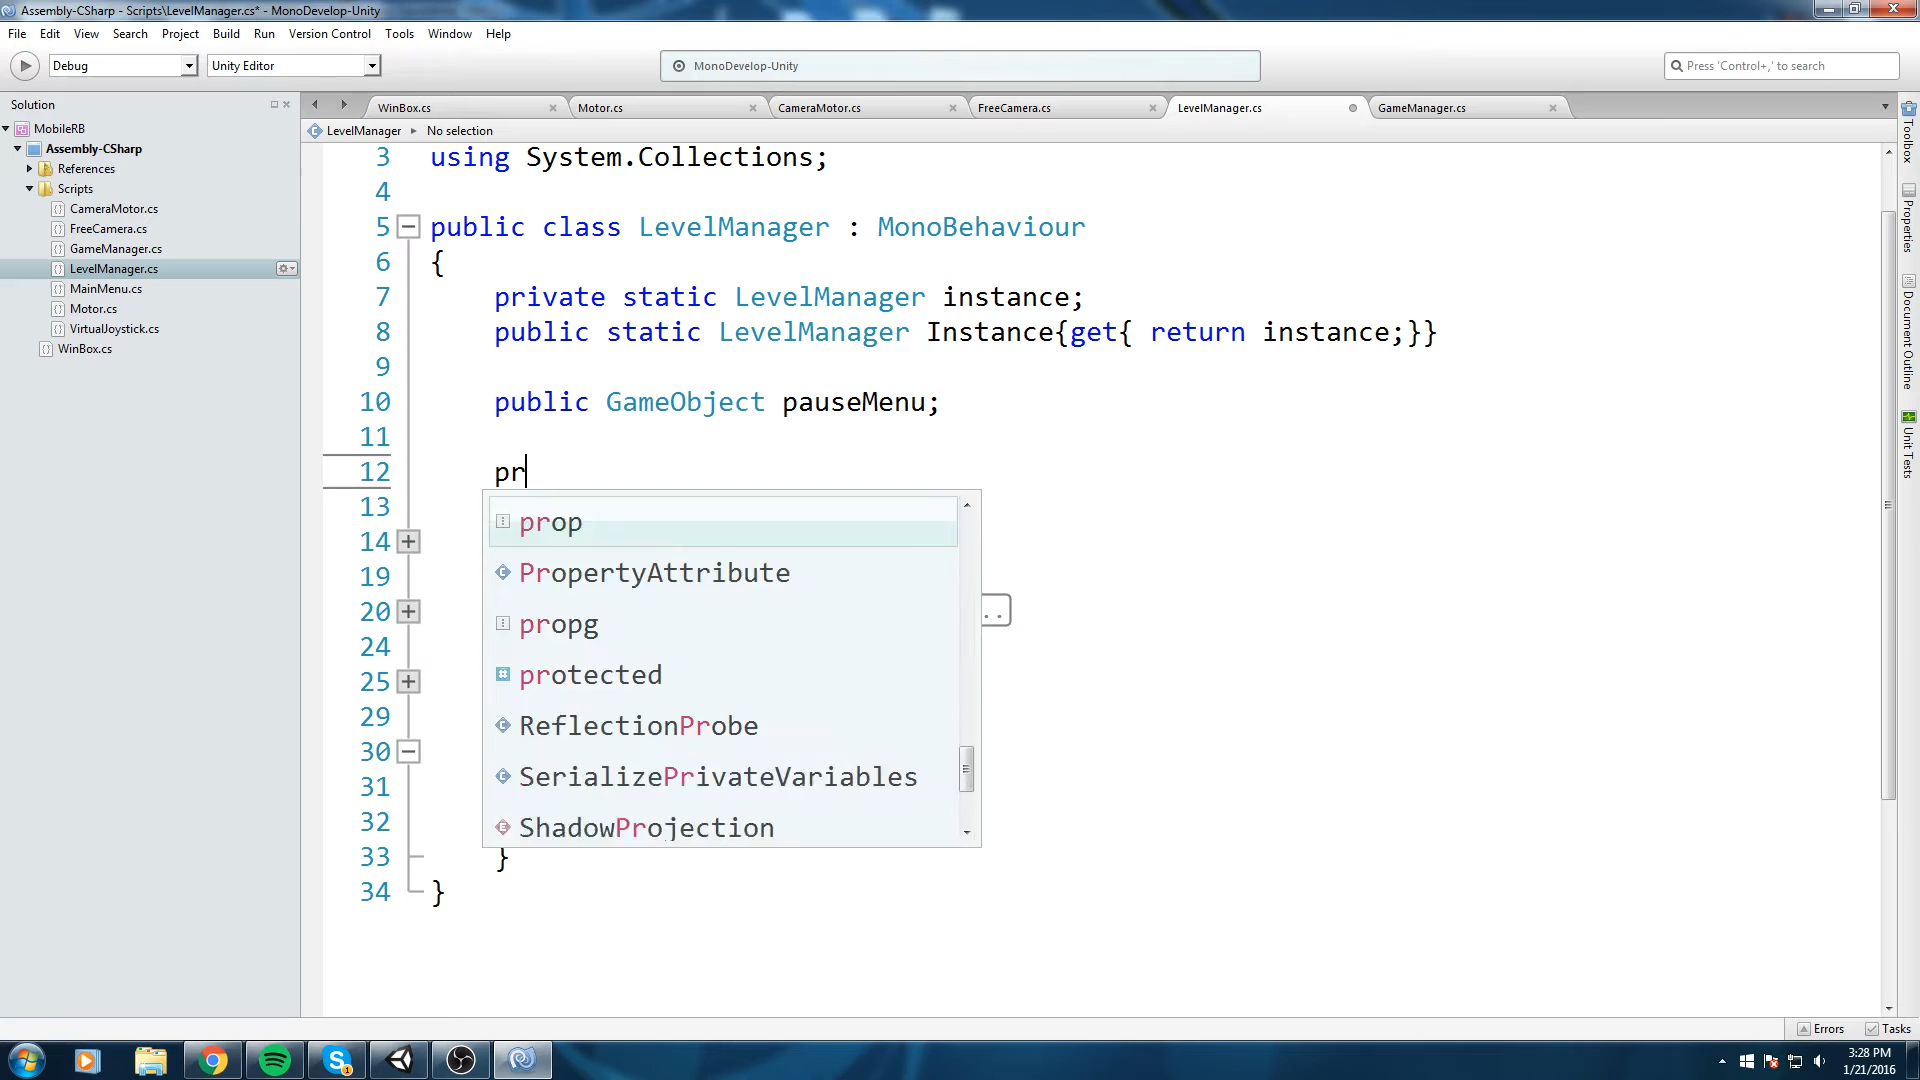 Assembly-CSharp - Scripts\LevelManager.cs* - MonoDevelop-Unity
File Edit View Search Project Build Run Version Control Tools Window Help
Debug Unity Editor MonoDevelop-Unity Press 'Control+,' to search
Solution
MobileRB
Assembly-CSharp
References
Scripts
CameraMotor.cs
FreeCamera.cs
GameManager.cs
LevelManager.cs
MainMenu.cs
Motor.cs
VirtualJoystick.cs
WinBox.cs
WinBox.cs Motor.cs CameraMotor.cs FreeCamera.cs LevelManager.cs GameManager.cs
LevelManager No selection
3 using System.Collections;
4
5 public class LevelManager : MonoBehaviour
6 {
7 private static LevelManager instance;
8 public static LevelManager Instance{get{ return instance;}}
9
10 public GameObject pauseMenu;
11
12 pr
13
14
19
20 ..
24
25
29
30
31
32
33 }
34 }
prop
PropertyAttribute
propg
protected
ReflectionProbe
SerializePrivateVariables
ShadowProjection
Toolbox
Properties
Document Outline
Unit Tests
Errors Tasks
3:28 PM
1/21/2016